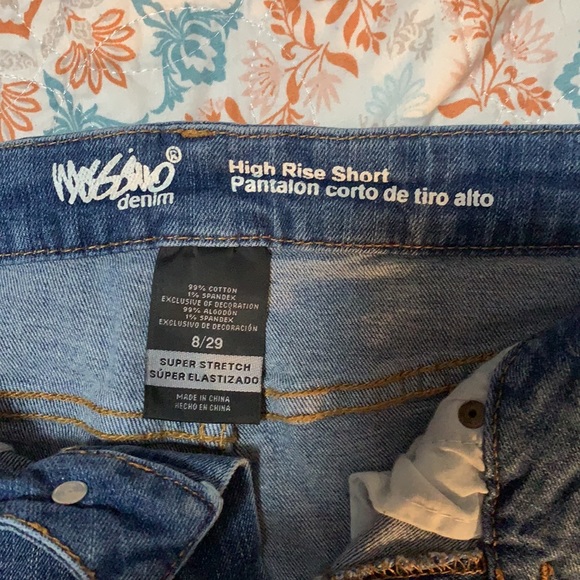 MOSSIMO®
denim
High Rise Short
Pantalon corto de tiro alto
99% COTTON
1% SPANDEX
EXCLUSIVE OF DECORATION
99% ALGODÓN
1% SPANDEX
EXCLUSIVO DE DECORACIÓN
8/29
SUPER STRETCH
SÚPER ELASTIZADO
MADE IN CHINA
HECHO EN CHINA